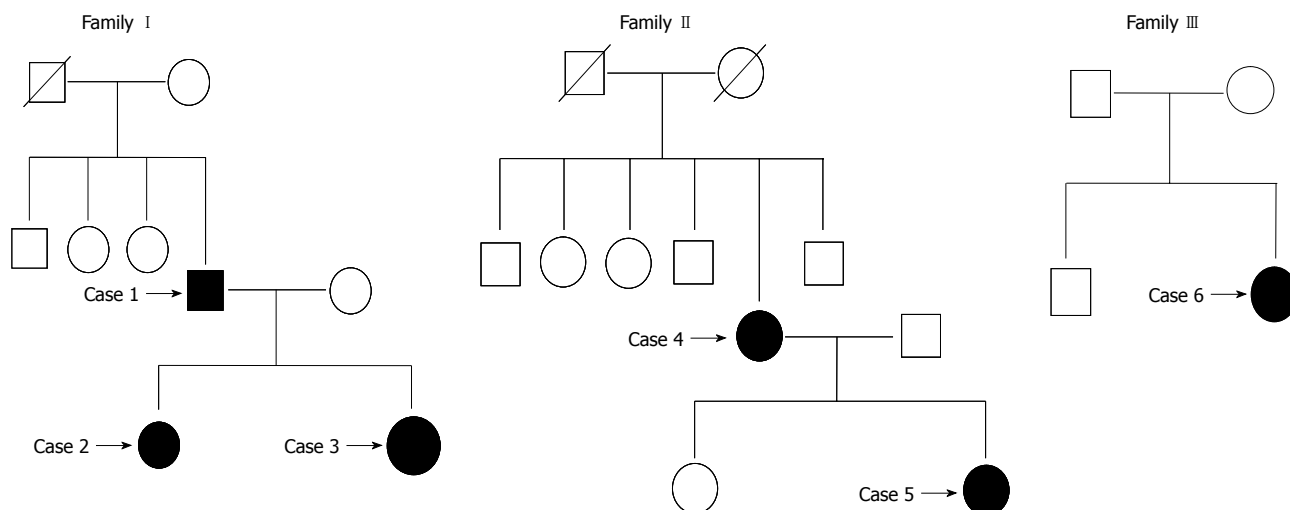 Family Ⅰ
Family Ⅱ
Family Ⅲ
Case 1
Case 6
Case 4
Case 2
Case 3
Case 5